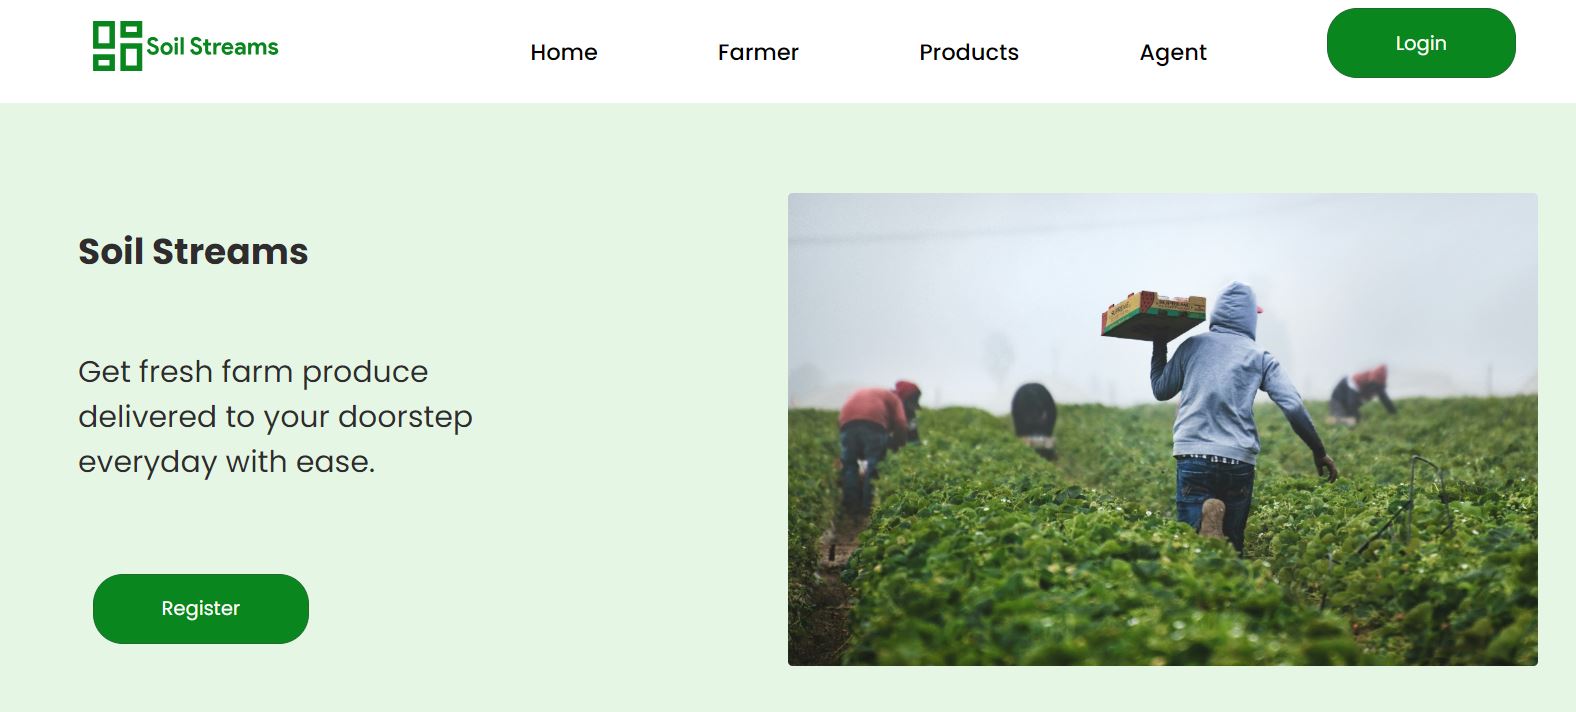 Soil Streams
Home
Farmer
Products
Agent
Login
Soil Streams
Get fresh farm produce
delivered to your doorstep
everyday with ease.
Register